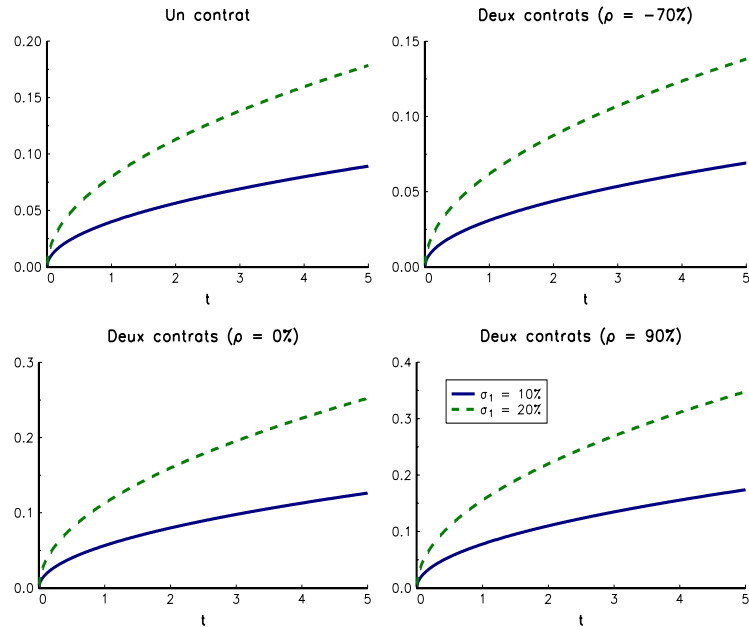 Un contrat
0.20
0.15
0.10
0.05
0.00
0 1 2 3 4 5
t
Deux contrats (ρ = −70%)
0.15
0.10
0.05
0.00
0 1 2 3 4 5
t
Deux contrats (ρ = 0%)
0.3
0.2
0.1
0.0
0 1 2 3 4 5
t
Deux contrats (ρ = 90%)
0.4
0.3
0.2
0.1
0.0
σ₁ = 10%
σ₁ = 20%
0 1 2 3 4 5
t